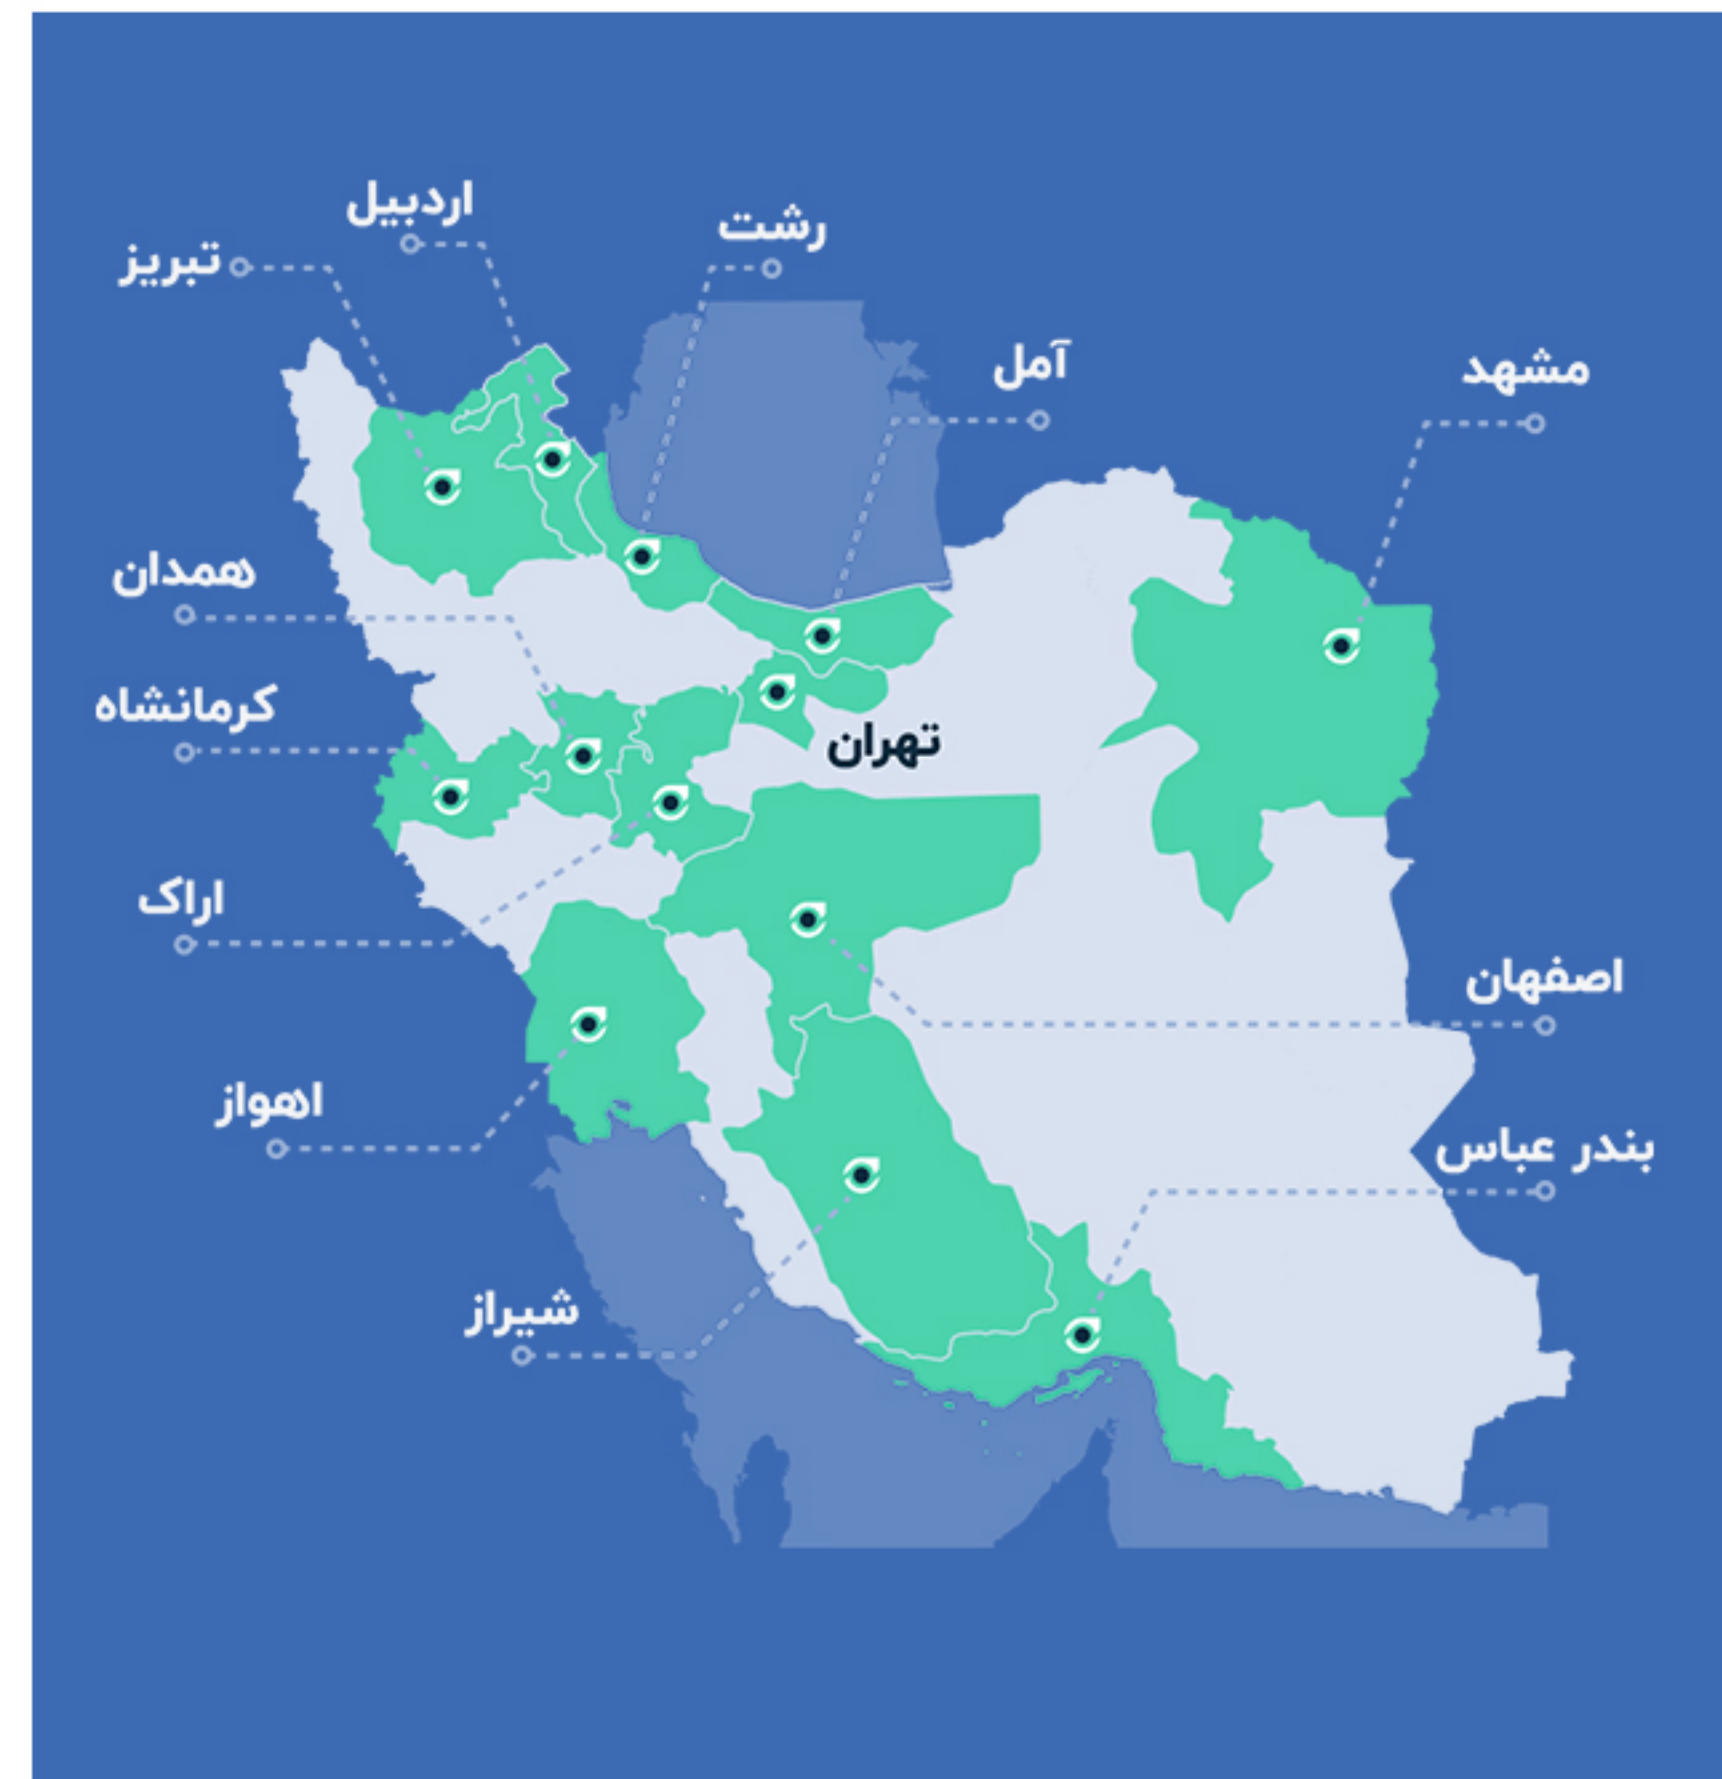 اردبیل
رشت
تبریز
آمل
مشهد
همدان
کرمانشاه
تهران
اراک
اصفهان
اهواز
بندر عباس
شیراز